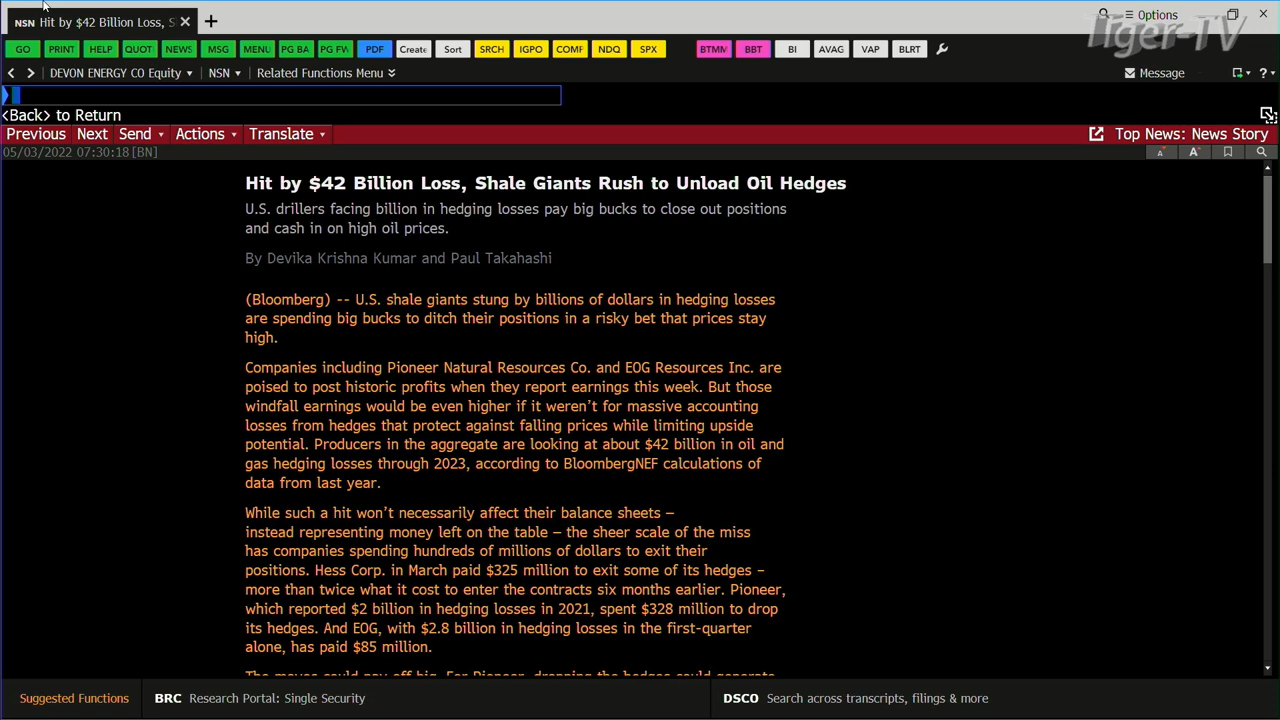 NSN Hit by $42 Billion Loss, S
Options
Tiger-TV
GO PRINT HELP QUOT NEWS MSG MENU PG BA PG FW PDF Create Sort SRCH IGPO COMF NDQ SPX BTMM BBT BI AVAG VAP BLRT
DEVON ENERGY CO Equity NSN Related Functions Menu Message ?
<Back> to Return
Previous Next Send Actions Translate Top News: News Story
05/03/2022 07:30:18 [BN] A A
Hit by $42 Billion Loss, Shale Giants Rush to Unload Oil Hedges
U.S. drillers facing billion in hedging losses pay big bucks to close out positions
and cash in on high oil prices.
By Devika Krishna Kumar and Paul Takahashi
(Bloomberg) -- U.S. shale giants stung by billions of dollars in hedging losses
are spending big bucks to ditch their positions in a risky bet that prices stay
high.
Companies including Pioneer Natural Resources Co. and EOG Resources Inc. are
poised to post historic profits when they report earnings this week. But those
windfall earnings would be even higher if it weren't for massive accounting
losses from hedges that protect against falling prices while limiting upside
potential. Producers in the aggregate are looking at about $42 billion in oil and
gas hedging losses through 2023, according to BloombergNEF calculations of
data from last year.
While such a hit won't necessarily affect their balance sheets –
instead representing money left on the table – the sheer scale of the miss
has companies spending hundreds of millions of dollars to exit their
positions. Hess Corp. in March paid $325 million to exit some of its hedges –
more than twice what it cost to enter the contracts six months earlier. Pioneer,
which reported $2 billion in hedging losses in 2021, spent $328 million to drop
its hedges. And EOG, with $2.8 billion in hedging losses in the first-quarter
alone, has paid $85 million.
The moves could pay off big. For Pioneer, dropping the hedges could generate
Suggested Functions BRC Research Portal: Single Security DSCO Search across transcripts, filings & more